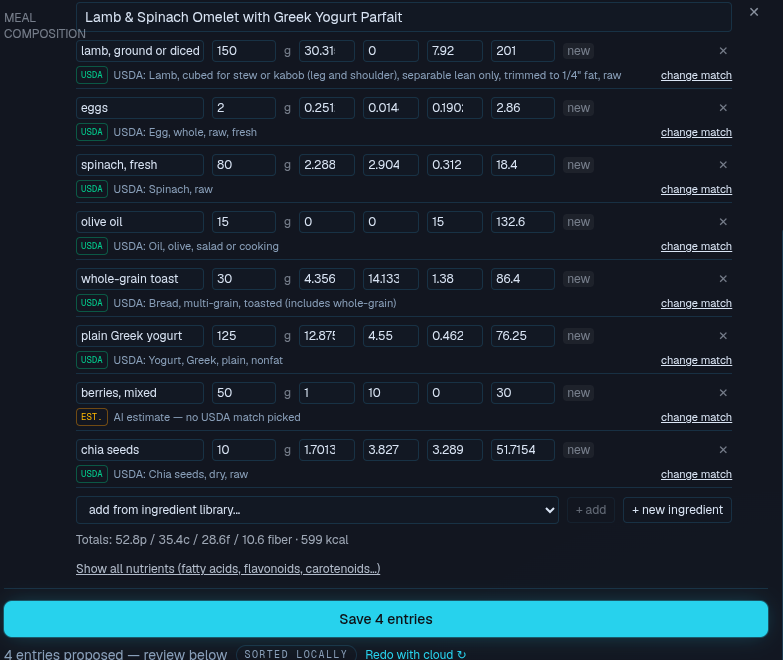 MEAL COMPOSITION
Lamb & Spinach Omelet with Greek Yogurt Parfait ×
lamb, ground or diced 150 g 30.31 0 7.92 201 new ×
USDA USDA: Lamb, cubed for stew or kabob (leg and shoulder), separable lean only, trimmed to 1/4" fat, raw change match
eggs 2 g 0.251 0.014 0.190 2.86 new ×
USDA USDA: Egg, whole, raw, fresh change match
spinach, fresh 80 g 2.288 2.904 0.312 18.4 new ×
USDA USDA: Spinach, raw change match
olive oil 15 g 0 0 15 132.6 new ×
USDA USDA: Oil, olive, salad or cooking change match
whole-grain toast 30 g 4.356 14.133 1.38 86.4 new ×
USDA USDA: Bread, multi-grain, toasted (includes whole-grain) change match
plain Greek yogurt 125 g 12.875 4.55 0.462 76.25 new ×
USDA USDA: Yogurt, Greek, plain, nonfat change match
berries, mixed 50 g 1 10 0 30 new ×
EST. AI estimate — no USDA match picked change match
chia seeds 10 g 1.7013 3.827 3.289 51.7154 new ×
USDA USDA: Chia seeds, dry, raw change match
add from ingredient library... + add + new ingredient
Totals: 52.8p / 35.4c / 28.6f / 10.6 fiber · 599 kcal
Show all nutrients (fatty acids, flavonoids, carotenoids...)
Save 4 entries
4 entries proposed — review below SORTED LOCALLY Redo with cloud ↻